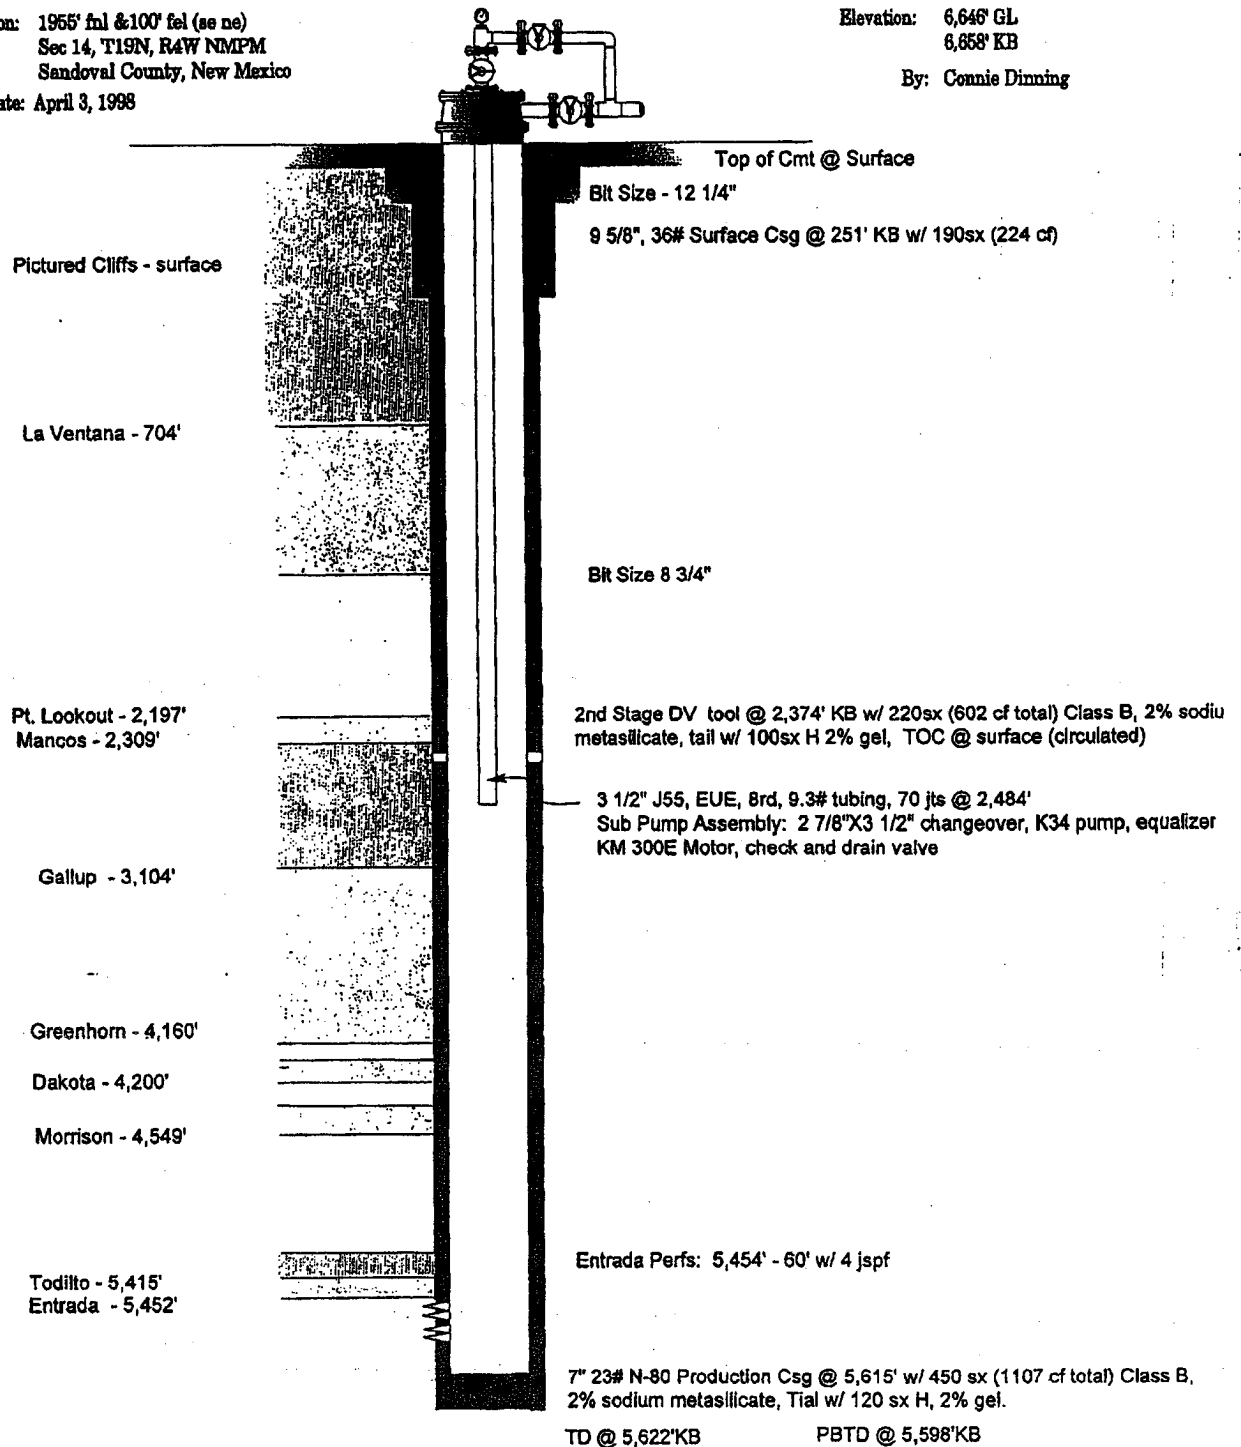 on: 1955' fnl &100' fel (se ne)
Sec 14, T19N, R4W NMPM
Sandoval County, New Mexico
ate: April 3, 1998
Elevation: 6,646' GL
6,658' KB
By: Connie Dinning
Top of Cmt @ Surface
Bit Size - 12 1/4"
9 5/8", 36# Surface Csg @ 251' KB w/ 190sx (224 cf)
Pictured Cliffs - surface
La Ventana - 704'
Bit Size 8 3/4"
Pt. Lookout - 2,197'
Mancos - 2,309'
2nd Stage DV tool @ 2,374' KB w/ 220sx (602 cf total) Class B, 2% sodiu
metasilicate, tail w/ 100sx H 2% gel, TOC @ surface (circulated)
3 1/2" J55, EUE, 8rd, 9.3# tubing, 70 jts @ 2,484'
Sub Pump Assembly: 2 7/8"X3 1/2" changeover, K34 pump, equalizer
KM 300E Motor, check and drain valve
Gallup - 3,104'
Greenhorn - 4,160'
Dakota - 4,200'
Morrison - 4,549'
Entrada Perfs: 5,454' - 60' w/ 4 jspf
Todilto - 5,415'
Entrada - 5,452'
7" 23# N-80 Production Csg @ 5,615' w/ 450 sx (1107 cf total) Class B,
2% sodium metasilicate, Tial w/ 120 sx H, 2% gel.
TD @ 5,622'KB PBTD @ 5,598'KB